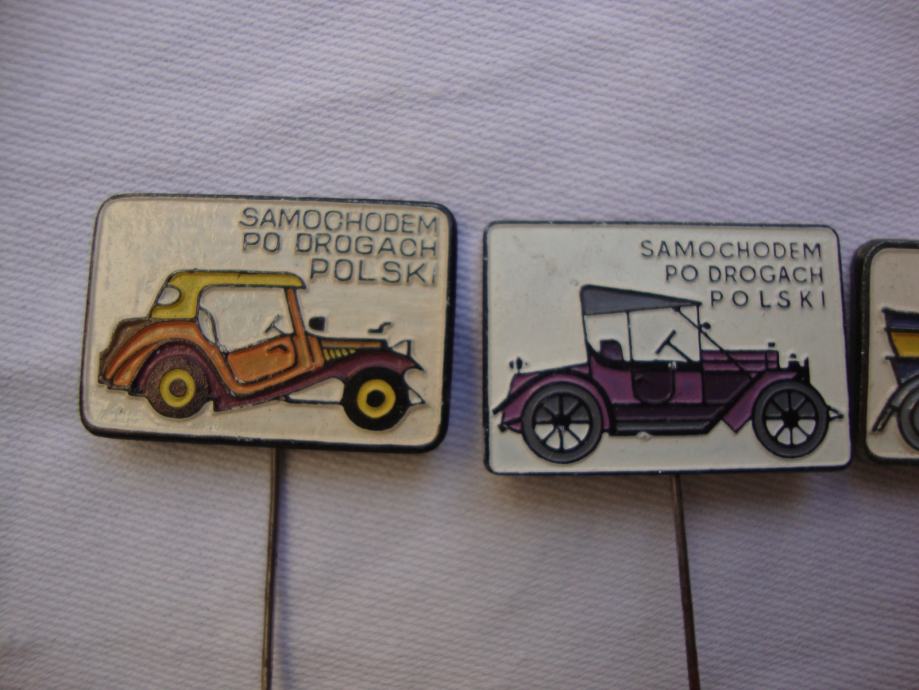 SAMOCHODEM
PO DROGACH
POLSKI
SAMOCHODEM
PO DROGACH
POLSKI